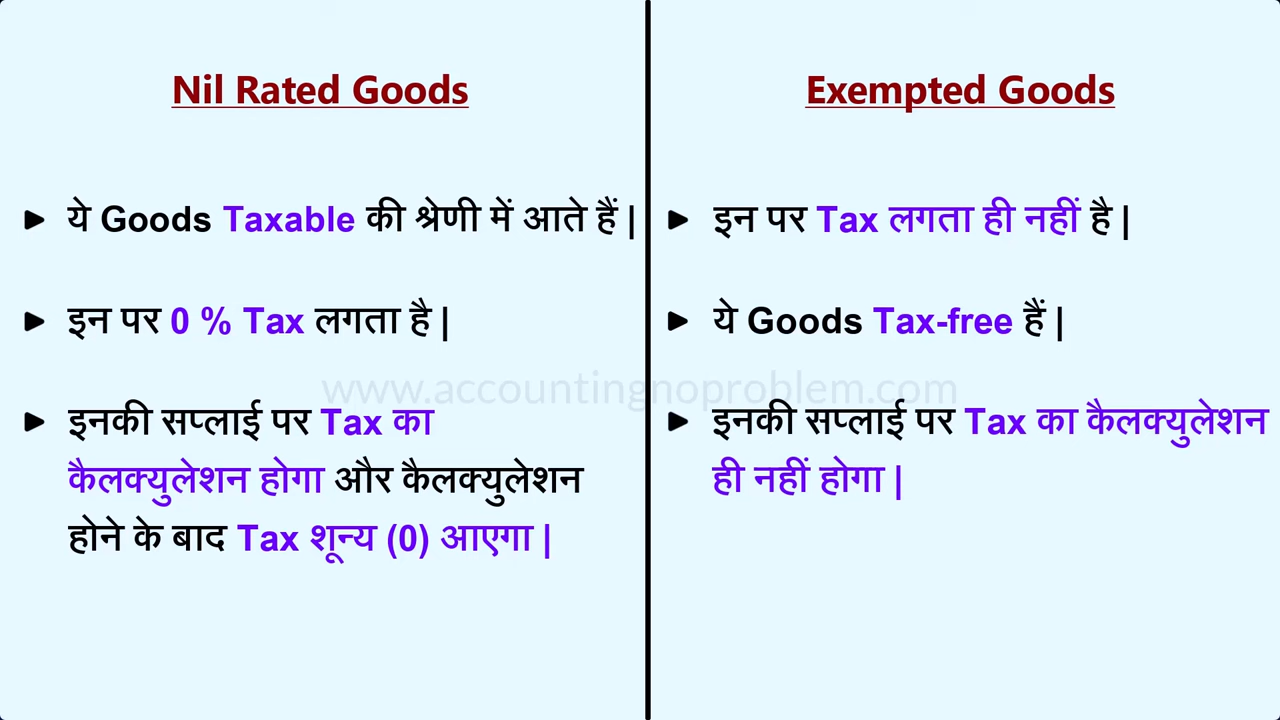 Nil Rated Goods
ये Goods Taxable की श्रेणी में आते हैं |
इन पर 0 % Tax लगता है |
इनकी सप्लाई पर Tax का
कैलक्युलेशन होगा और कैलक्युलेशन
होने के बाद Tax शून्य (0) आएगा |
Exempted Goods
इन पर Tax लगता ही नहीं है |
ये Goods Tax-free हैं |
इनकी सप्लाई पर Tax का कैलक्युलेशन
ही नहीं होगा |
www.accountingnoproblem.com